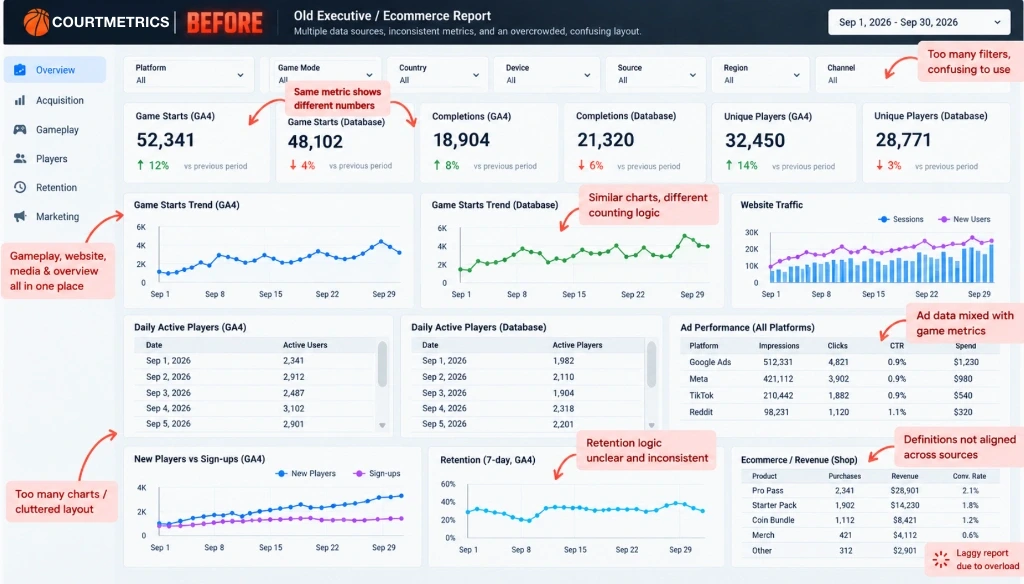 COURTMETRICS
BEFORE
Old Executive / Ecommerce Report
Multiple data sources, inconsistent metrics, and an overcrowded, confusing layout.
Sep 1, 2026 - Sep 30, 2026
Overview
Acquisition
Gameplay
Players
Retention
Marketing
Platform
All
Game Mode
All
Country
All
Device
All
Source
All
Region
All
Channel
All
Too many filters,
confusing to use
Same metric shows
different numbers
Game Starts (GA4)
52,341
↑ 12% vs previous period
Game Starts (Database)
48,102
↓ 4% vs previous period
Completions (GA4)
18,904
↑ 8% vs previous period
Completions (Database)
21,320
↓ 6% vs previous period
Unique Players (GA4)
32,450
↑ 14% vs previous period
Unique Players (Database)
28,771
↓ 3% vs previous period
Gameplay, website,
media & overview
all in one place
Game Starts Trend (GA4)
6K
4K
2K
0
Sep 1 Sep 8 Sep 15 Sep 22 Sep 29
Game Starts Trend (Database)
Similar charts, different
counting logic
6K
4K
2K
0
Sep 1 Sep 8 Sep 15 Sep 22 Sep 29
Website Traffic
Sessions New Users
30K
20K
10K
0
Sep 1 Sep 8 Sep 15 Sep 22 Sep 29
Daily Active Players (GA4)
Date Active Users
Sep 1, 2026 2,341
Sep 2, 2026 2,912
Sep 3, 2026 2,487
Sep 4, 2026 3,102
Sep 5, 2026 2,901
Daily Active Players (Database)
Date Active Players
Sep 1, 2026 1,982
Sep 2, 2026 2,110
Sep 3, 2026 1,904
Sep 4, 2026 2,318
Sep 5, 2026 2,201
Ad data mixed with
game metrics
Ad Performance (All Platforms)
Platform Impressions Clicks CTR Spend
Google Ads 512,331 4,821 0.9% $1,230
Meta 421,112 3,902 0.9% $980
TikTok 210,442 1,882 0.9% $540
Reddit 98,231 1,120 1.1% $320
Too many charts /
cluttered layout
New Players vs Sign-ups (GA4)
New Players Sign-ups
4K
2K
0
Sep 1 Sep 8 Sep 15 Sep 22 Sep 29
Retention logic
unclear and inconsistent
Retention (7-day, GA4)
60%
40%
20%
0%
Sep 1 Sep 8 Sep 15 Sep 22 Sep 29
Definitions not aligned
across sources
Ecommerce / Revenue (Shop)
Product Purchases Revenue Conv. Rate
Pro Pass 2,341 $28,901 2.1%
Starter Pack 1,902 $14,230 1.8%
Coin Bundle 1,112 $8,421 1.2%
Merch 421 $4,112 0.6%
Other 312 $2,901
Laggy report
due to overload